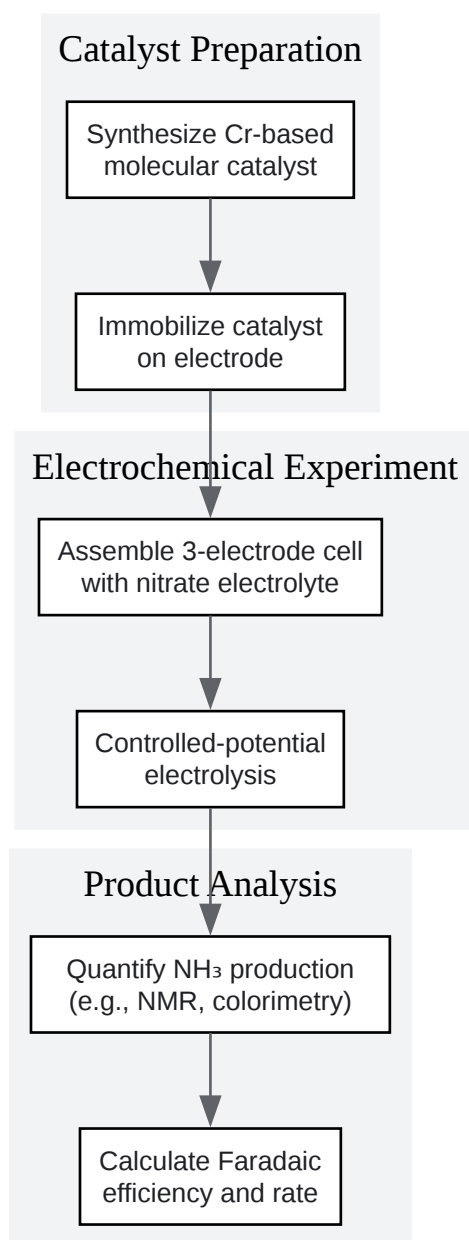 Catalyst Preparation
Synthesize Cr-based
molecular catalyst
Immobilize catalyst
on electrode
Electrochemical Experiment
Assemble 3-electrode cell
with nitrate electrolyte
Controlled-potential
electrolysis
Product Analysis
Quantify NH₃ production
(e.g., NMR, colorimetry)
Calculate Faradaic
efficiency and rate